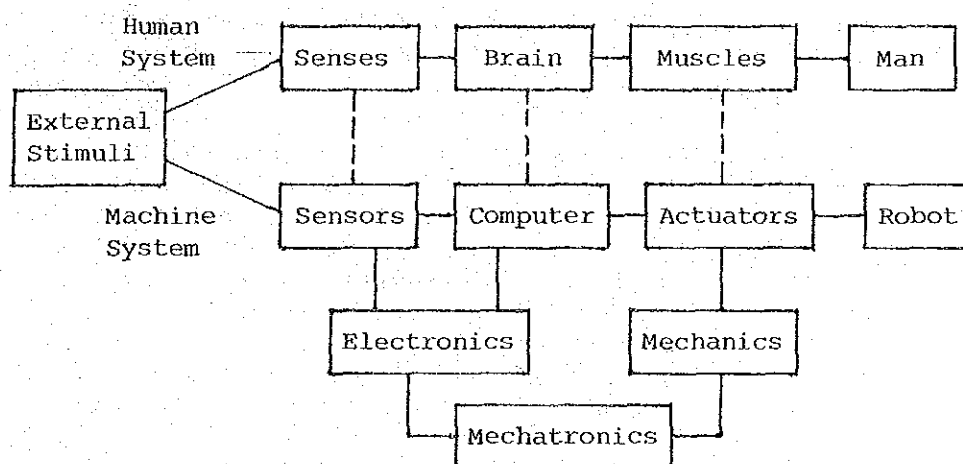 Human
System
Senses
Brain
Muscles
Man
External
Stimuli
Machine
System
Sensors
Computer
Actuators
Robot
Electronics
Mechanics
Mechatronics